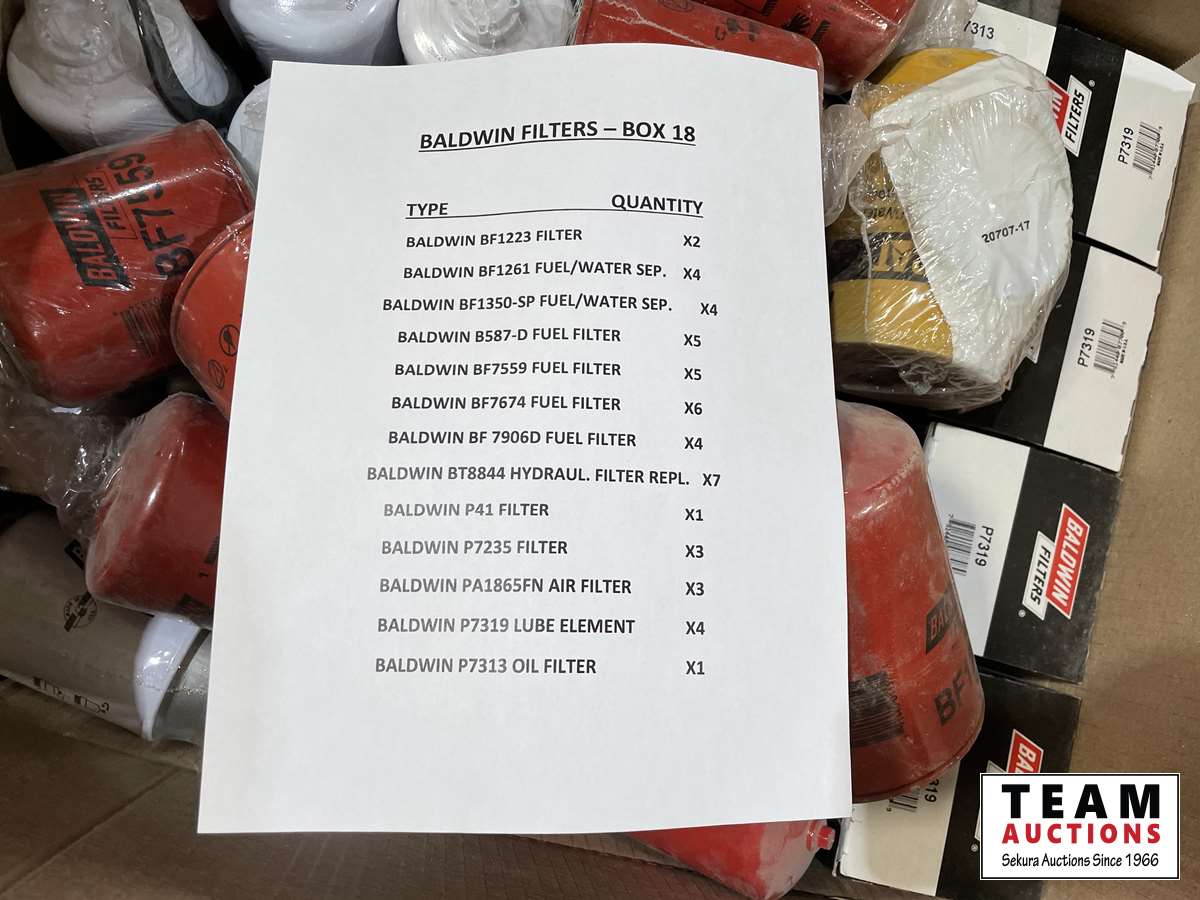 BALDWIN FILTERS – BOX 18
TYPE QUANTITY
BALDWIN BF1223 FILTER X2
BALDWIN BF1261 FUEL/WATER SEP. X4
BALDWIN BF1350-SP FUEL/WATER SEP. X4
BALDWIN B587-D FUEL FILTER X5
BALDWIN BF7559 FUEL FILTER X5
BALDWIN BF7674 FUEL FILTER X6
BALDWIN BF 7906D FUEL FILTER X4
BALDWIN BT8844 HYDRAUL. FILTER REPL. X7
BALDWIN P41 FILTER X1
BALDWIN P7235 FILTER X3
BALDWIN PA1865FN AIR FILTER X3
BALDWIN P7319 LUBE ELEMENT X4
BALDWIN P7313 OIL FILTER X1
BALDWIN
FILTERS
BF7559
7313
FILTERS
P7319
MADE IN U.S.A.
20707-17
P7319
P7319
BALDWIN
FILTERS
TEAM
AUCTIONS
Sekura Auctions Since 1966